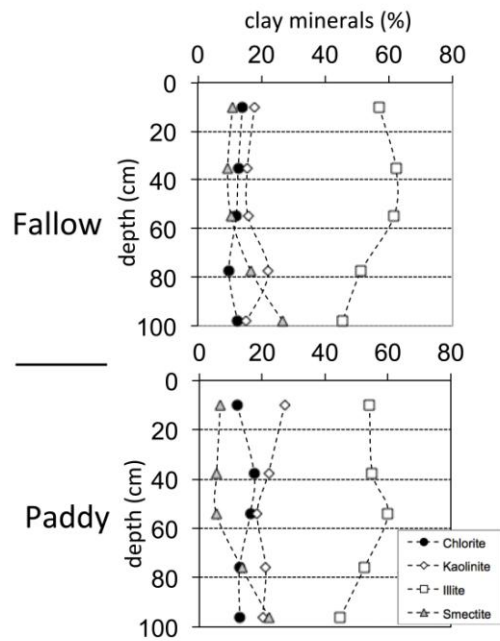 clay minerals (%)
0 20 40 60 80
0
20
40
60
80
100
depth (cm)
Fallow
0 20 40 60 80
0
20
40
60
80
100
depth (cm)
Paddy
Chlorite
Kaolinite
Illite
Smectite